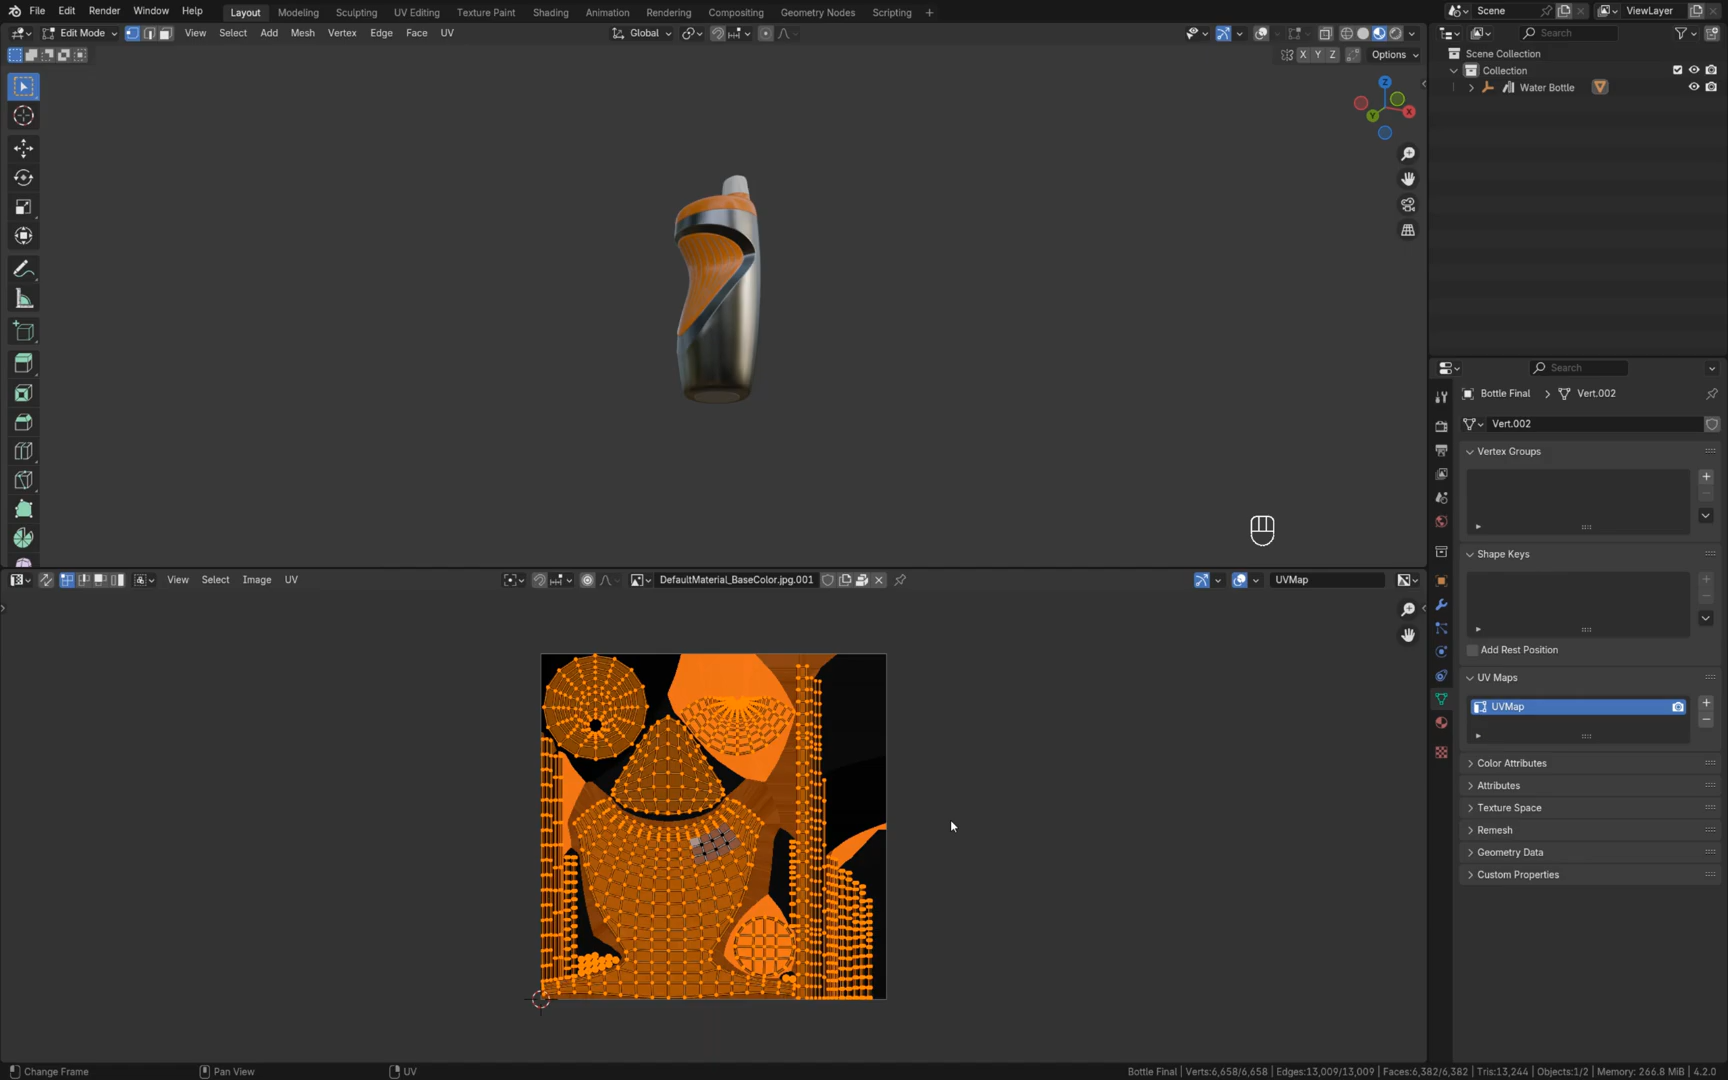 File Edit Render Window Help Layout Modeling Sculpting UV Editing Texture Paint Shading Animation Rendering Compositing Geometry Nodes Scripting + Scene ViewLayer
Edit Mode View Select Add Mesh Vertex Edge Face UV Global Search
X Y Z Options
Scene Collection
Collection
Water Bottle
Z
X
Y
Search
Bottle Final > Vert.002
Vert.002
Vertex Groups
Shape Keys
Add Rest Position
UV Maps
UVMap
Color Attributes
Attributes
Texture Space
Remesh
Geometry Data
Custom Properties
View Select Image UV DefaultMaterial_BaseColor.jpg.001 UVMap
Change Frame Pan View UV Bottle Final | Verts:6,658/6,658 | Edges:13,009/13,009 | Faces:6,382/6,382 | Tris:13,244 | Objects:1/2 | Memory: 266.8 MiB | 4.2.0